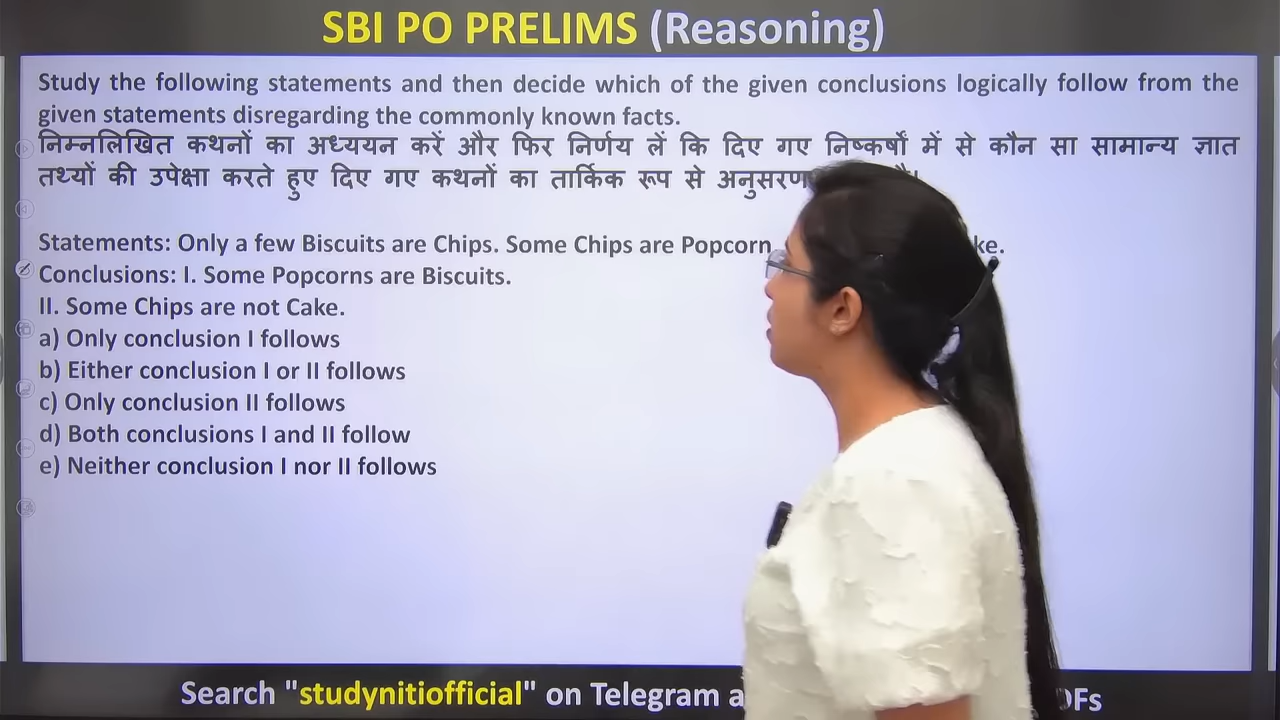 SBI PO PRELIMS (Reasoning)
Study the following statements and then decide which of the given conclusions logically follow from the
given statements disregarding the commonly known facts.
निम्नलिखित कथनों का अध्ययन करें और फिर निर्णय लें कि दिए गए निष्कर्षों में से कौन सा सामान्य ज्ञात
तथ्यों की उपेक्षा करते हुए दिए गए कथनों का तार्किक रूप से अनुसरण
Statements: Only a few Biscuits are Chips. Some Chips are Popcorn
Conclusions: I. Some Popcorns are Biscuits.
II. Some Chips are not Cake.
a) Only conclusion I follows
b) Either conclusion I or II follows
c) Only conclusion II follows
d) Both conclusions I and II follow
e) Neither conclusion I nor II follows
Search "studynitiofficial" on Telegram